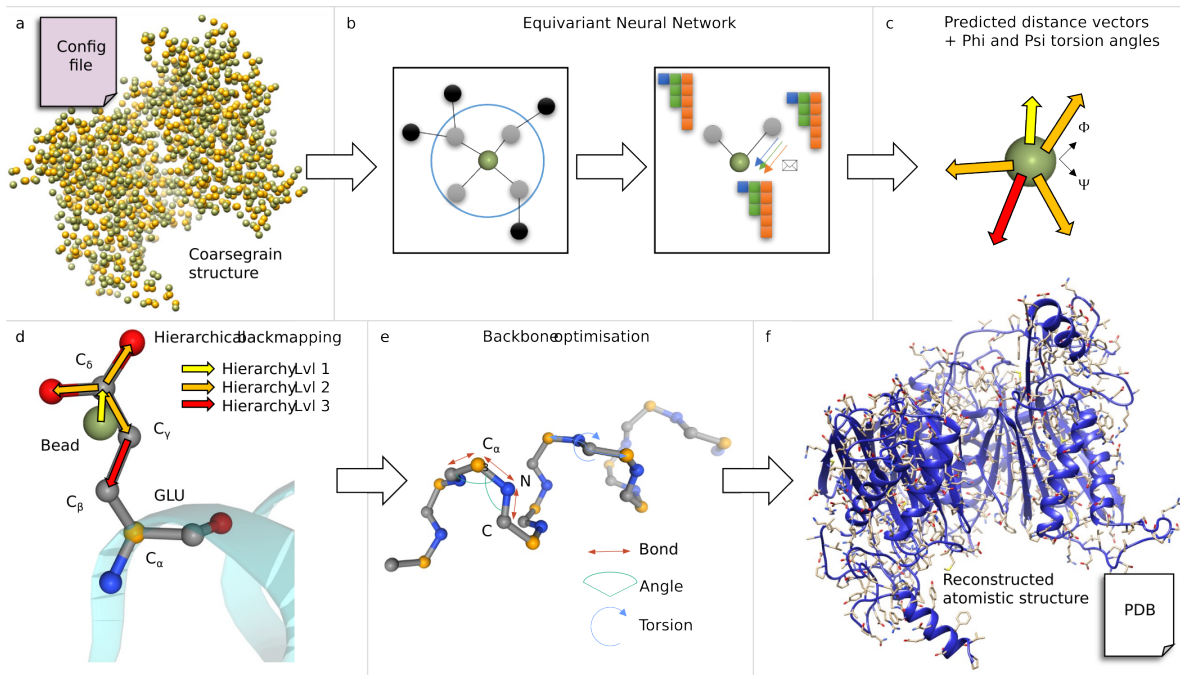 a
Config
file
Coarsegrain
structure
b
Equivariant Neural Network
c
Predicted distance vectors
+ Phi and Psi torsion angles
Φ
Ψ
d
Hierarchical backmapping
Hierarchy Lvl 1
Hierarchy Lvl 2
Hierarchy Lvl 3
Cδ
Bead
Cγ
Cβ
GLU
Cα
e
Backbone optimisation
Cα
N
C
Bond
Angle
Torsion
f
Reconstructed
atomistic structure
PDB